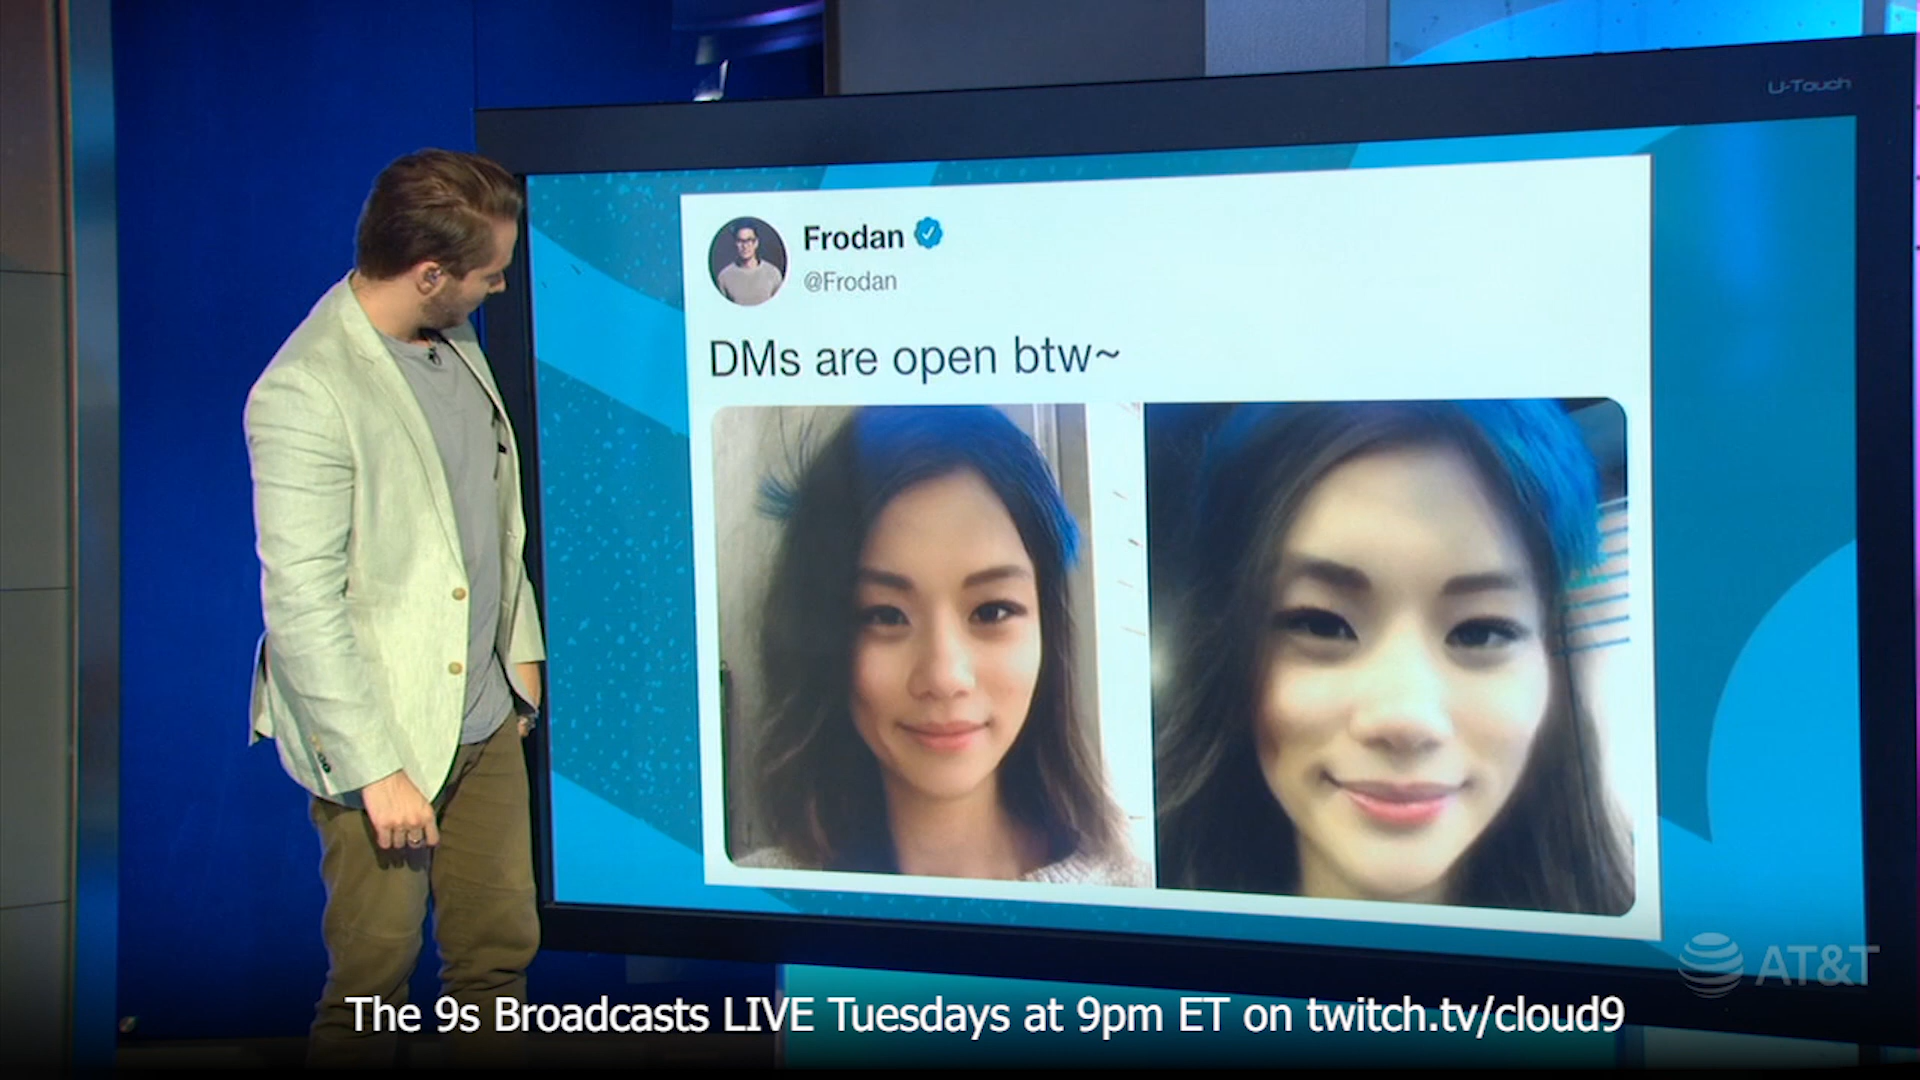 U-Touch
Frodan
@Frodan
DMs are open btw~
AT&T
The 9s Broadcasts LIVE Tuesdays at 9pm ET on twitch.tv/cloud9